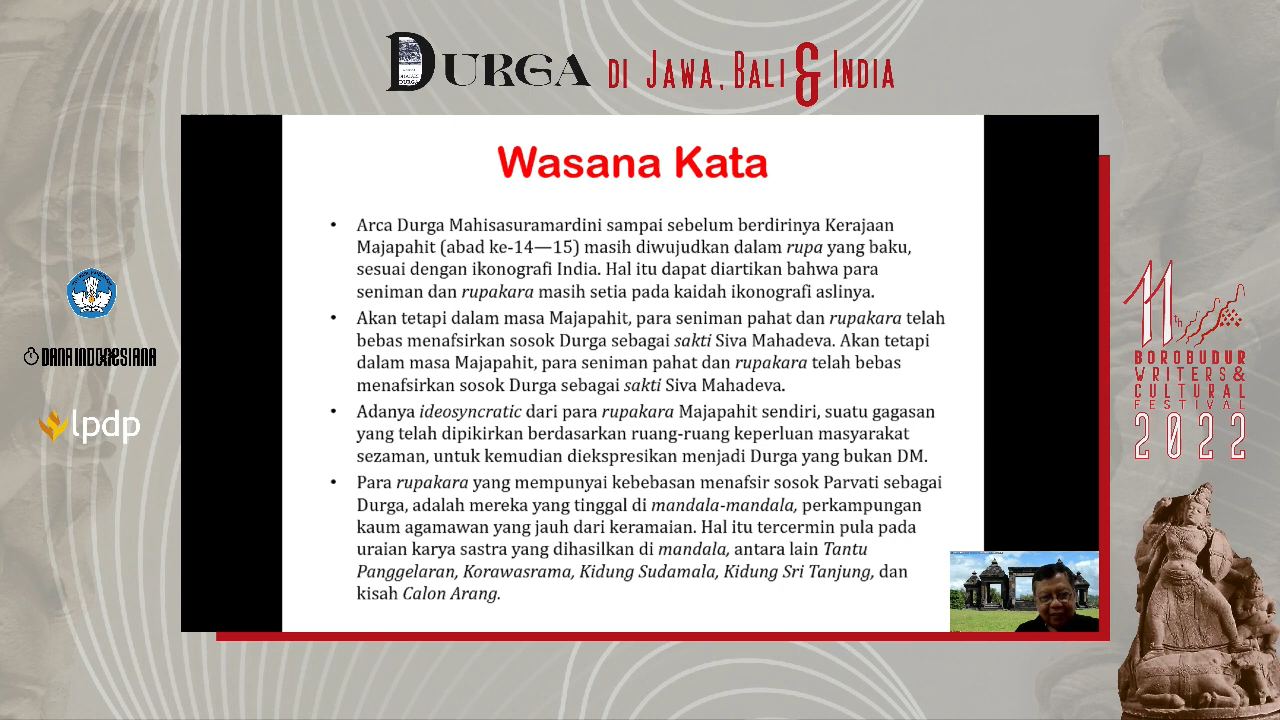 DURGA DI JAWA, BALI & INDIA
Wasana Kata
• Arca Durga Mahisasuramardini sampai sebelum berdirinya Kerajaan
Majapahit (abad ke-14—15) masih diwujudkan dalam rupa yang baku,
sesuai dengan ikonografi India. Hal itu dapat diartikan bahwa para
seniman dan rupakara masih setia pada kaidah ikonografi aslinya.
• Akan tetapi dalam masa Majapahit, para seniman pahat dan rupakara telah
bebas menafsirkan sosok Durga sebagai sakti Siva Mahadeva. Akan tetapi
dalam masa Majapahit, para seniman pahat dan rupakara telah bebas
menafsirkan sosok Durga sebagai sakti Siva Mahadeva.
• Adanya ideosyncratic dari para rupakara Majapahit sendiri, suatu gagasan
yang telah dipikirkan berdasarkan ruang-ruang keperluan masyarakat
sezaman, untuk kemudian diekspresikan menjadi Durga yang bukan DM.
• Para rupakara yang mempunyai kebebasan menafsir sosok Parvati sebagai
Durga, adalah mereka yang tinggal di mandala-mandala, perkampungan
kaum agamawan yang jauh dari keramaian. Hal itu tercermin pula pada
uraian karya sastra yang dihasilkan di mandala, antara lain Tantu
Panggelaran, Korawasrama, Kidung Sudamala, Kidung Sri Tanjung, dan
kisah Calon Arang.
DANA INDONESIANA
lpdp
11th
BOROBUDUR
WRITERS &
CULTURAL
FESTIVAL
2022